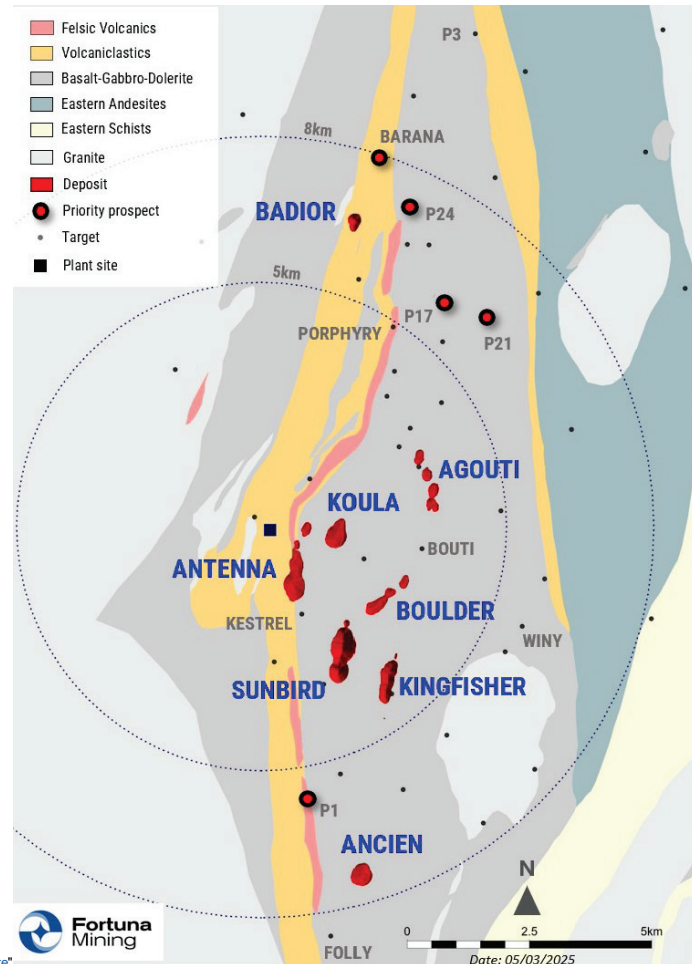 Felsic Volcanics
Volcaniclastics
Basalt-Gabbro-Dolerite
Eastern Andesites
Eastern Schists
Granite
Deposit
Priority prospect
Target
Plant site
P3
8km
BARANA
BADIOR
P24
5km
P17
PORPHYRY
P21
AGOUTI
KOULA
BOUTI
ANTENNA
BOULDER
KESTREL
WINY
SUNBIRD
KINGFISHER
P1
ANCIEN
N
Fortuna
Mining
0 2.5 5km
FOLLY
Date: 05/03/2025